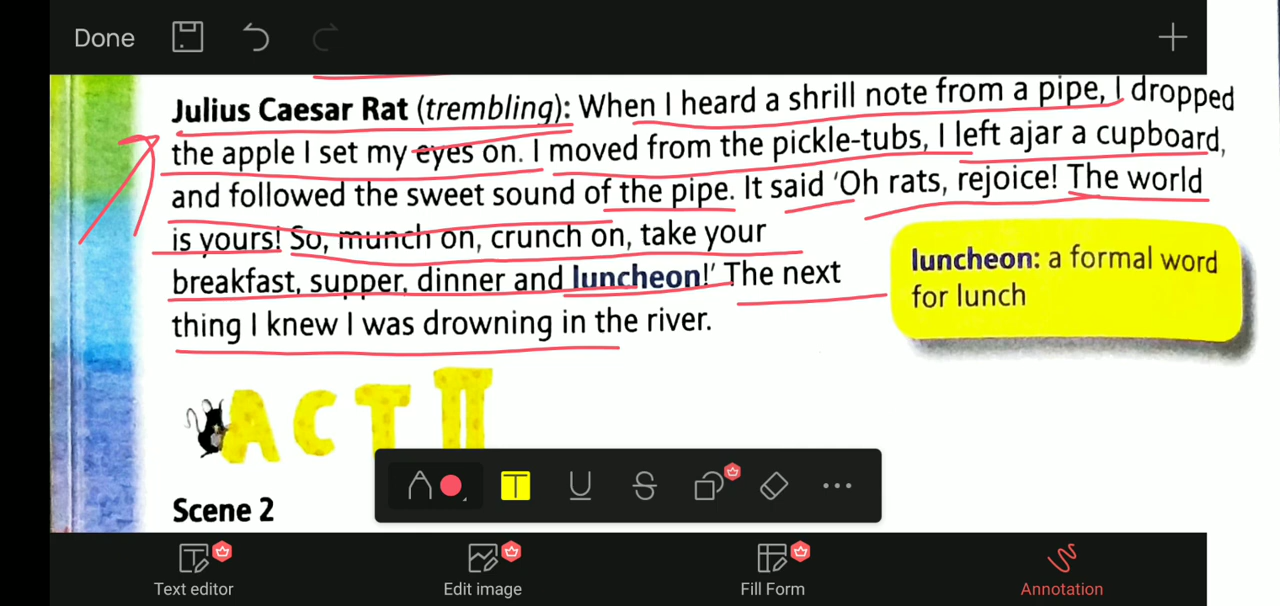 Done
Julius Caesar Rat (trembling): When I heard a shrill note from a pipe, I dropped
the apple I set my eyes on. I moved from the pickle-tubs, I left ajar a cupboard,
and followed the sweet sound of the pipe. It said 'Oh rats, rejoice! The world
is yours! So, munch on, crunch on, take your
breakfast, supper, dinner and luncheon!' The next
thing I knew I was drowning in the river.
luncheon: a formal word
for lunch
ACT II
Scene 2
Text editor
Edit image
Fill Form
Annotation